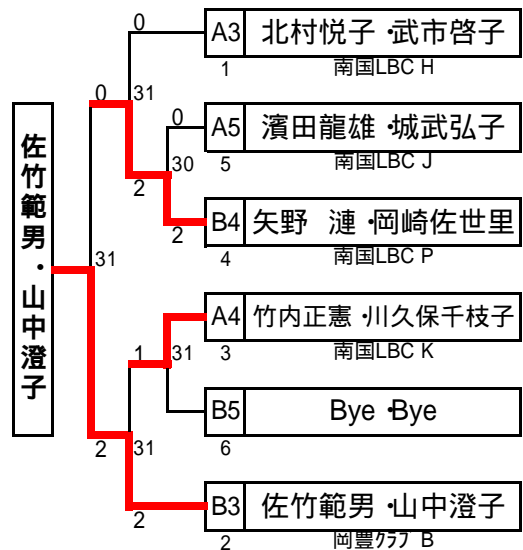 0
A3 北村悦子・武市啓子
1 南国LBC H
0 31
0
A5 濱田龍雄・城武弘子
30 5 南国LBC J
2
B4 矢野 漣・岡崎佐世里
2 4 南国LBC P
佐竹範男・山中澄子
31
A4 竹内正憲・川久保千枝子
1 31 3 南国LBC K
B5 Bye・Bye
6
2 31
B3 佐竹範男・山中澄子
2 2 岡豊クラブ B